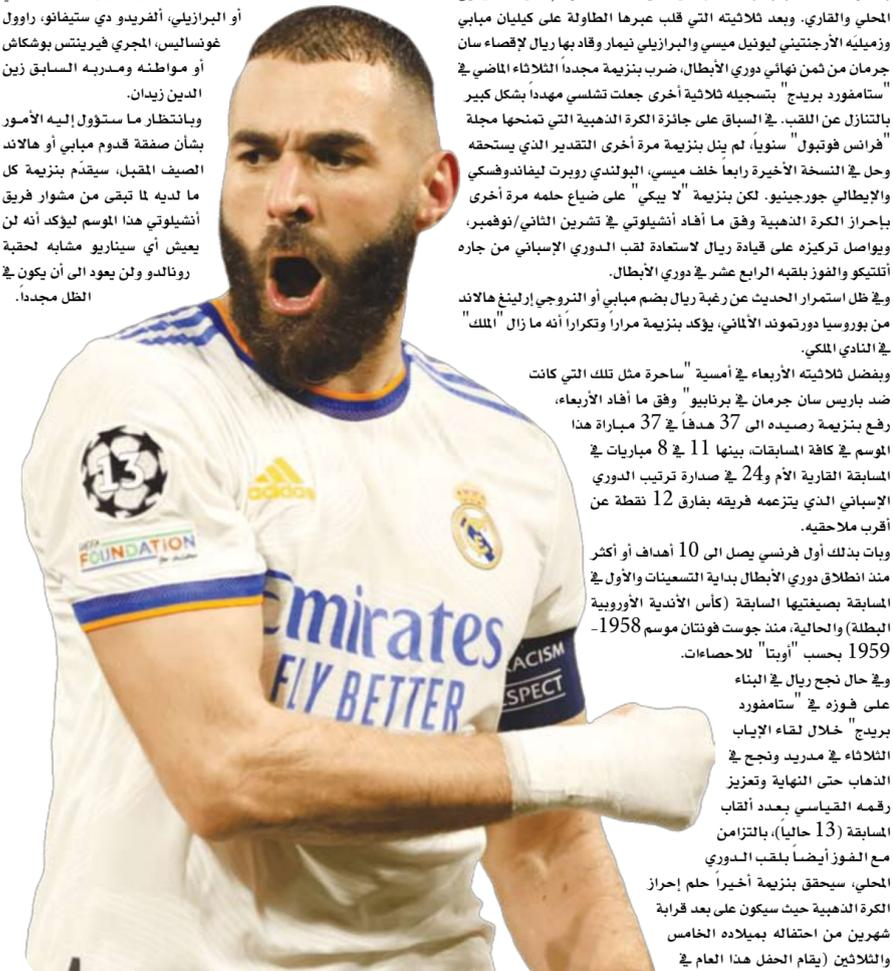 المحلي والقاري. وبعد ثلاثيته التي قلب عبرها الطاولة على كيليان مبابي
وزميليَه الأرجنتيني ليونيل ميسي والبرازيلي نيمار وقاد بها ريال لإقصاء سان
جرمان من ثمن نهائي دوري الأبطال، ضرب بنزيمة مجدداً الثلاثاء الماضي في
"ستامفورد بريدج" بتسجيله ثلاثية أخرى جعلت تشلسي مهدداً بشكل كبير
بالتنازل عن اللقب. في السباق على جائزة الكرة الذهبية التي تمنحها مجلة
"فرانس فوتبول" سنوياً، لم ينل بنزيمة مرة أخرى التقدير الذي يستحقه
وحل في النسخة الأخيرة رابعاً خلف ميسي، البولندي روبرت ليفاندوفسكي
والإيطالي جورجينيو. لكن بنزيمة "لا يبكي" على ضياع حلمه مرة أخرى
بإحراز الكرة الذهبية وفق ما أفاد أنشيلوتي في تشرين الثاني/نوفمبر،
ويواصل تركيزه على قيادة ريال لاستعادة لقب الدوري الإسباني من جاره
أتلتيكو والفوز بلقبه الرابع عشر في دوري الأبطال.
وفي ظل استمرار الحديث عن رغبة ريال بضم مبابي أو النروجي إرلينغ هالاند
من بوروسيا دورتموند الألماني، يؤكد بنزيمة مراراً وتكراراً أنه ما زال "الملك"
في النادي الملكي.
وبفضل ثلاثيته الأربعاء في أمسية "ساحرة مثل تلك التي كانت
ضد باريس سان جرمان في برنابيو" وفق ما أفاد الأربعاء،
رفع بنزيمة رصيده الى 37 هدفاً في 37 مباراة هذا
الموسم في كافة المسابقات، بينها 11 في 8 مباريات في
المسابقة القارية الأم و24 في صدارة ترتيب الدوري
الإسباني الذي يتزعمه فريقه بفارق 12 نقطة عن
أقرب ملاحقيه.
وبات بذلك أول فرنسي يصل الى 10 أهداف أو أكثر
منذ انطلاق دوري الأبطال بداية التسعينات والأول في
المسابقة بصيغتيها السابقة (كأس الأندية الأوروبية
البطلة) والحالية، منذ جوست فونتان موسم 1958-
1959 بحسب "أوبتا" للاحصاءات.
وفي حال نجح ريال في البناء
على فوزه في "ستامفورد
بريدج" خلال لقاء الإياب
الثلاثاء في مدريد ونجح في
الذهاب حتى النهاية وتعزيز
رقمه القياسي بعدد ألقاب
المسابقة (13 حالياً)، بالتزامن
مع الفوز أيضاً بلقب الدوري
المحلي، سيحقق بنزيمة أخيراً حلم إحراز
الكرة الذهبية حيث سيكون على بعد قرابة
شهرين من احتفاله بميلاده الخامس
والثلاثين (يقام الحفل هذا العام في
أو البرازيلي، ألفريدو دي ستيفانو، راوول
غونساليس، المجري فيرينتس بوشكاش
أو مواطنه ومدربه السابق زين
الدين زيدان.
وبانتظار ما ستؤول إليه الأمور
بشأن صفقة قدوم مبابي أو هالاند
الصيف المقبل، سيقدّم بنزيمة كل
ما لديه لما تبقى من مشوار فريق
أنشيلوتي هذا الموسم ليؤكد أنه لن
يعيش أي سيناريو مشابه لحقبة
رونالدو ولن يعود الى أن يكون في
الظل مجدداً.
13
UEFA
FOUNDATION
for children
adidas
Emirates
FLY BETTER
RACISM
ESPECT